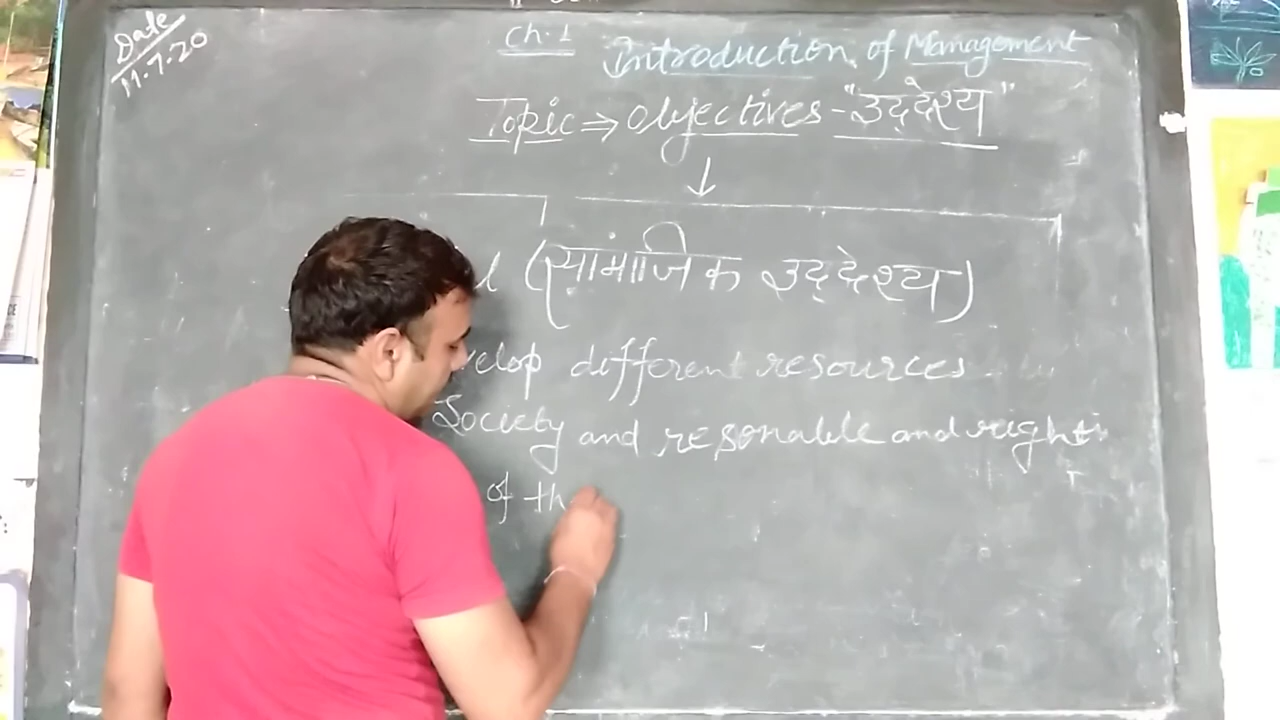 Date
11.7.20
Ch. 1 Introduction of Management
Topic ⇒ Objectives - "उद्देश्य"
l (सामाजिक उद्देश्य)
velop different resources
Society and resonable and right
of th